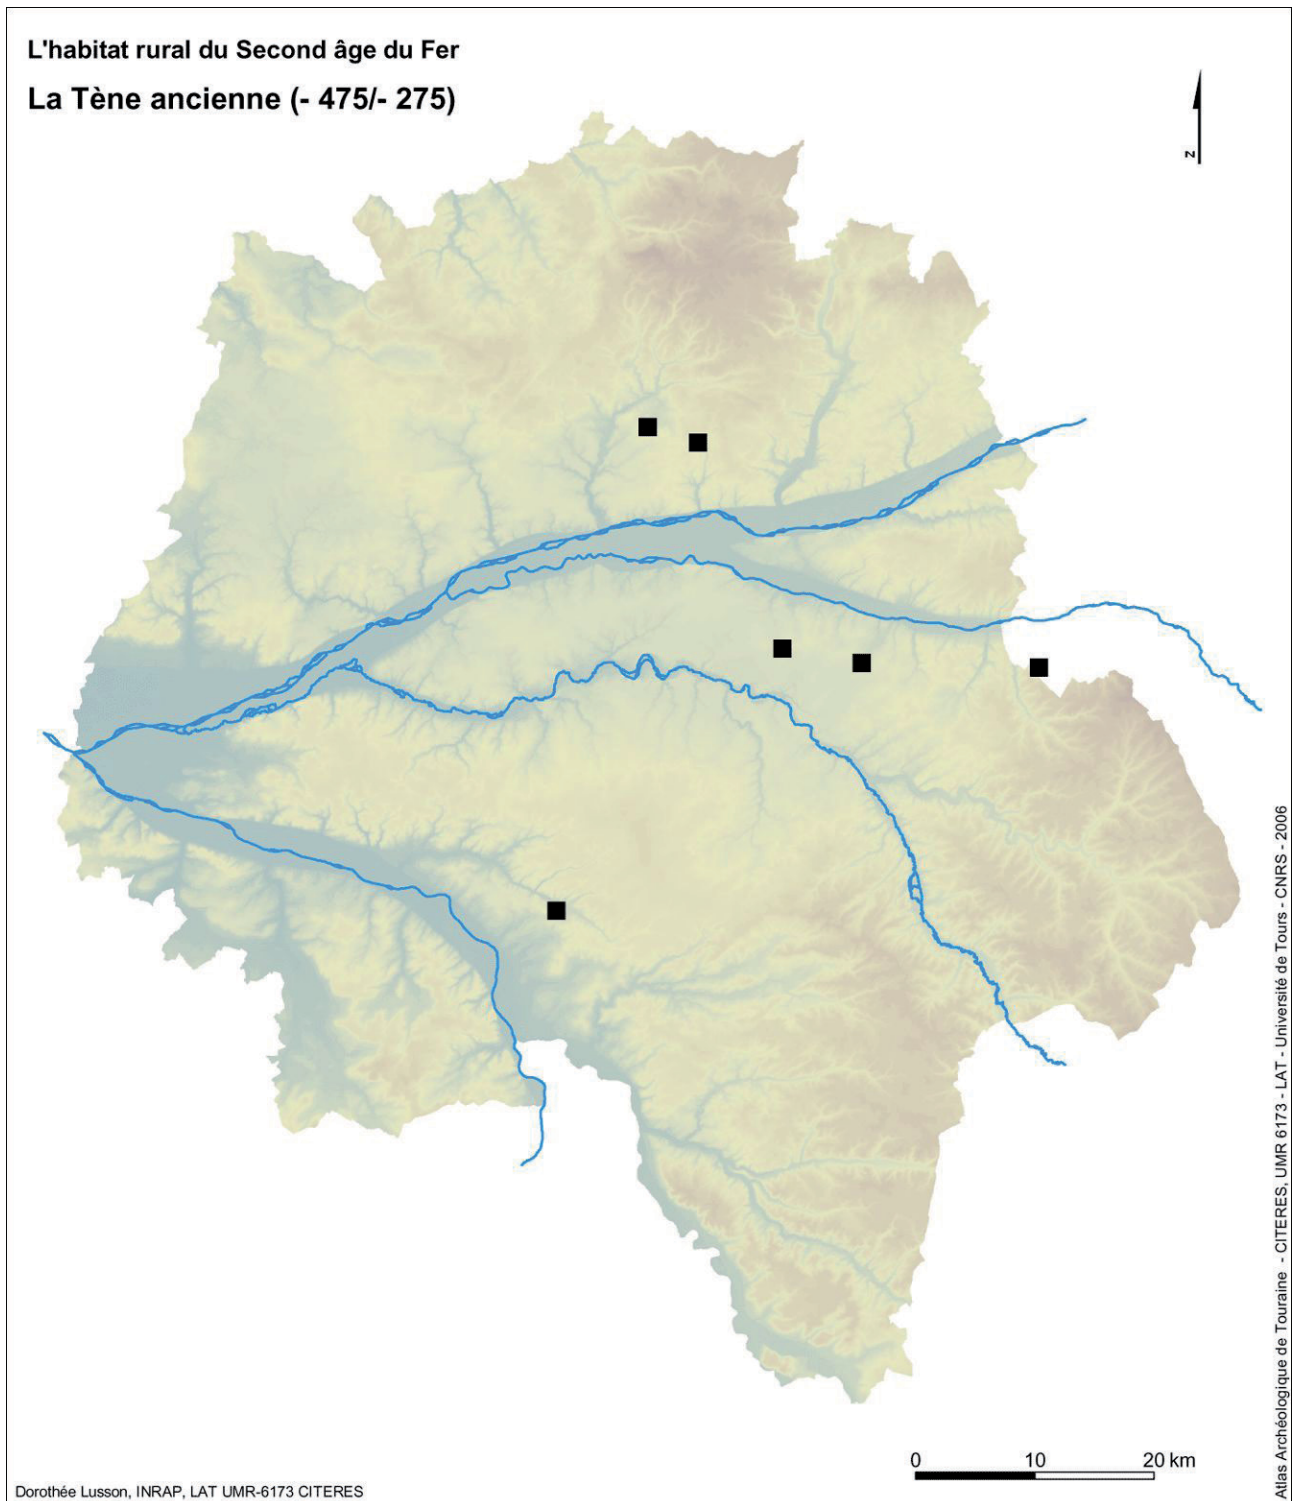 L'habitat rural du Second âge du Fer
La Tène ancienne (- 475/- 275)
N
0 10 20 km
Dorothée Lusson, INRAP, LAT UMR-6173 CITERES
Atlas Archéologique de Touraine - CITERES, UMR 6173 - LAT - Université de Tours - CNRS - 2006